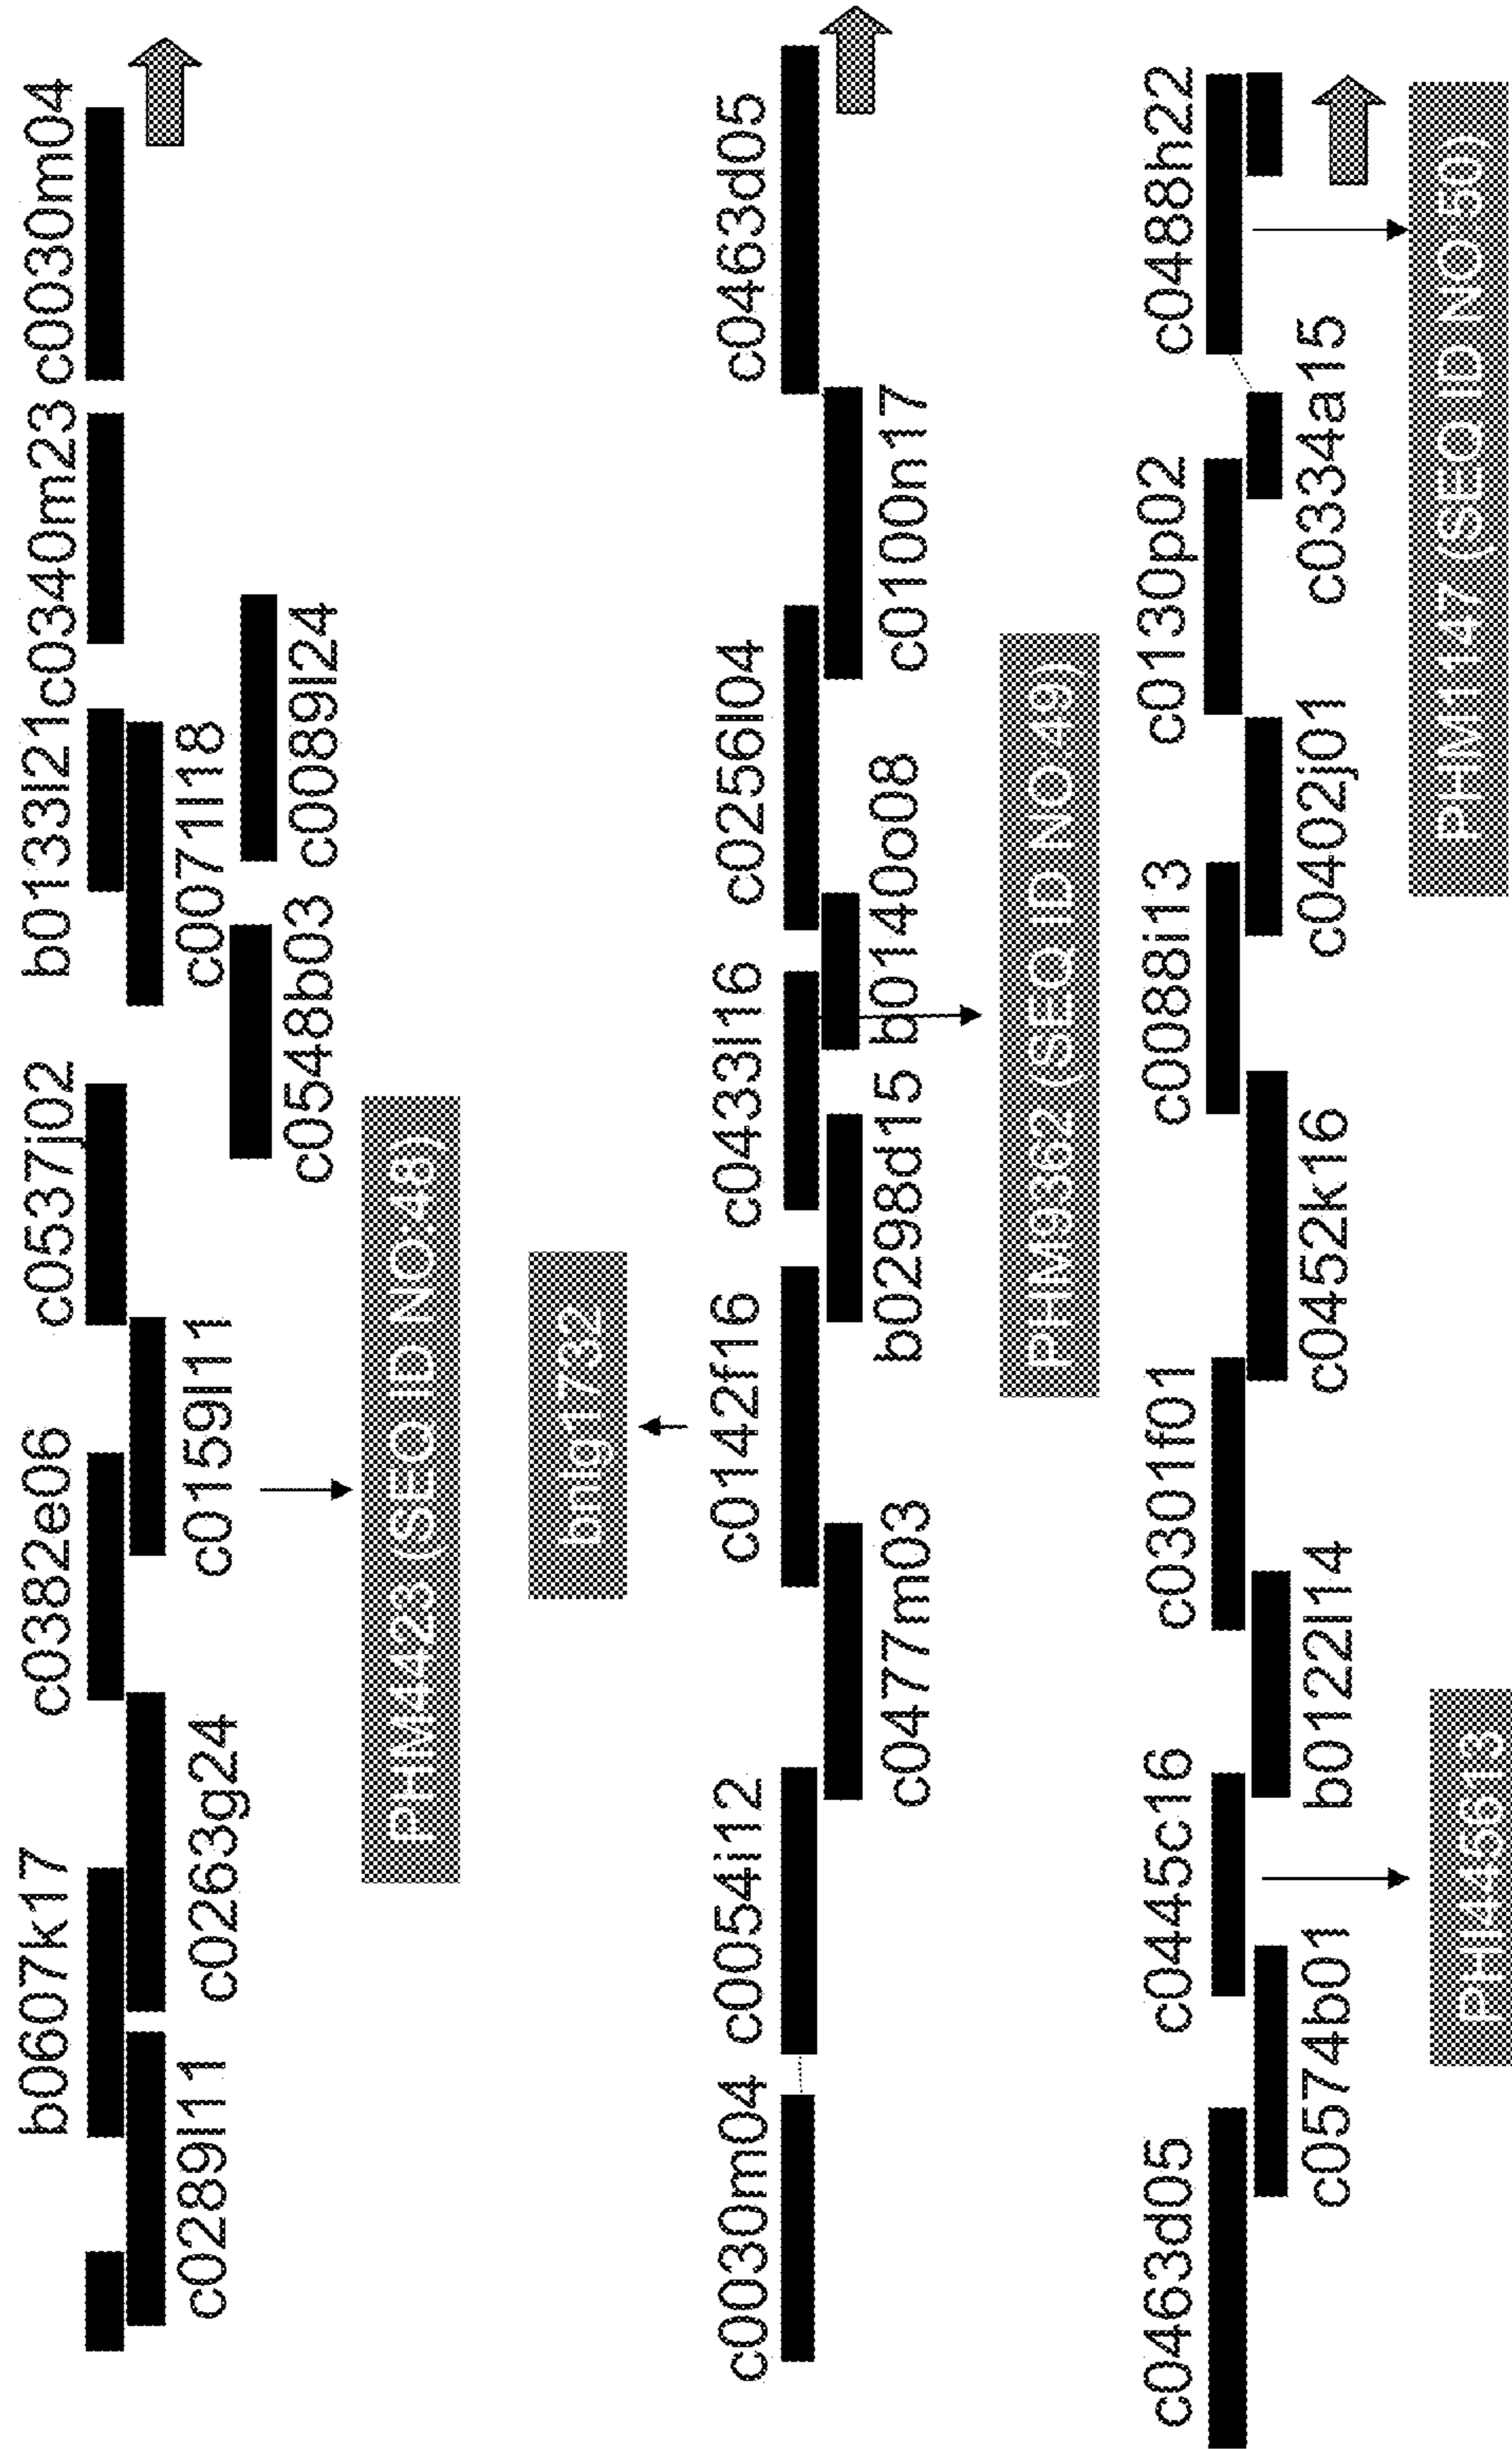 b0607k17
c0382e06
c0537j02
b0133l21
c0340m23
c0030m04
c0289l11
c0263g24
c0159l11
c0071l18
c0548b03
c0089l24
PHM4423 (SEQ ID NO:48)
bnlg1732
c0030m04
c0054i12
c0142f16
c0433l16
c0256l04
c0463d05
c0477m03
b0298d15
b0140o08
c0100n17
PHM9362 (SEQ ID NO:49)
c0463d05
c0445c16
c0301f01
c0088i13
c0130p02
c0488h22
c0574b01
b0122l14
c0452k16
c0402j01
c0334a15
PHI445613
PHM1147 (SEQ ID NO:50)